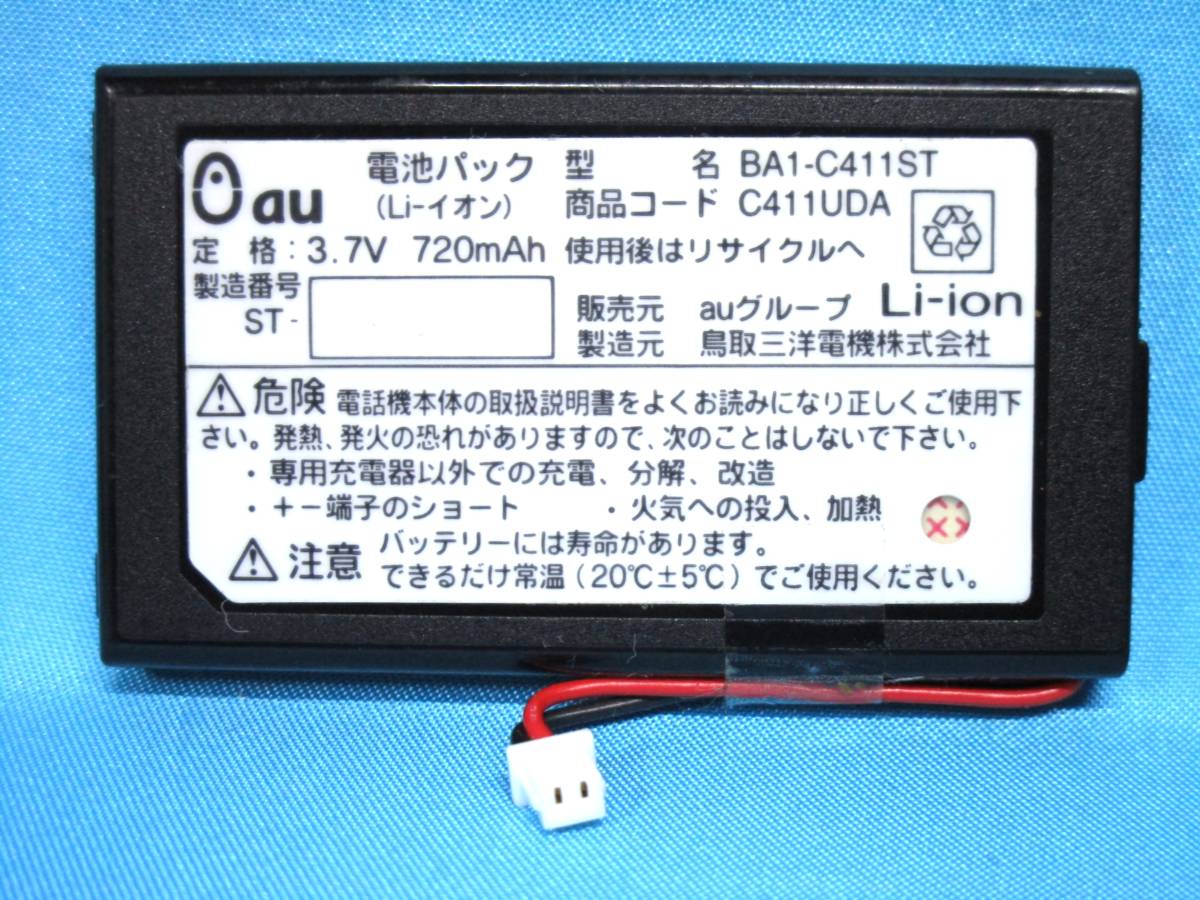 au 電池パック 型 名 BA1-C411ST
(Li-イオン) 商品コード C411UDA
定 格：3.7V 720mAh 使用後はリサイクルへ
製造番号
ST-
販売元 auグループ Li-ion
製造元 鳥取三洋電機株式会社
危険 電話機本体の取扱説明書をよくお読みになり正しくご使用下
さい。発熱、発火の恐れがありますので、次のことはしないで下さい。
・専用充電器以外での充電、分解、改造
・＋－端子のショート ・火気への投入、加熱
注意 バッテリーには寿命があります。
できるだけ常温（20℃±5℃）でご使用ください。